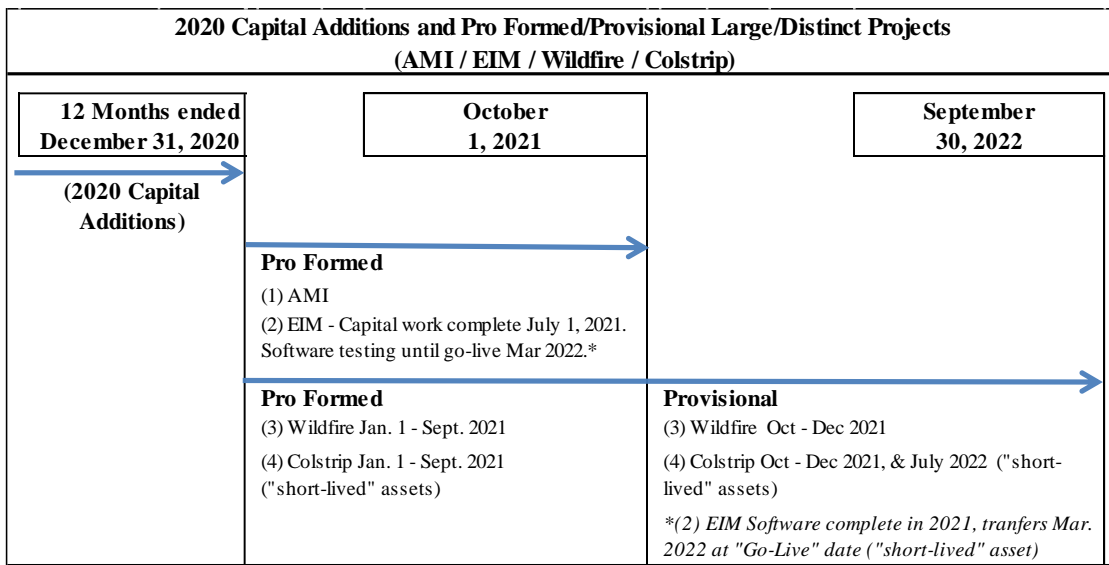 2020 Capital Additions and Pro Formed/Provisional Large/Distinct Projects
(AMI / EIM / Wildfire / Colstrip)
12 Months ended
December 31, 2020
October
1, 2021
September
30, 2022
(2020 Capital
Additions)
Pro Formed
(1) AMI
(2) EIM - Capital work complete July 1, 2021.
Software testing until go-live Mar 2022.*
Pro Formed
(3) Wildfire Jan. 1 - Sept. 2021
(4) Colstrip Jan. 1 - Sept. 2021
("short-lived" assets)
Provisional
(3) Wildfire Oct - Dec 2021
(4) Colstrip Oct - Dec 2021, & July 2022 ("short-
lived" assets)
*(2) EIM Software complete in 2021, tranfers Mar.
2022 at "Go-Live" date ("short-lived" asset)